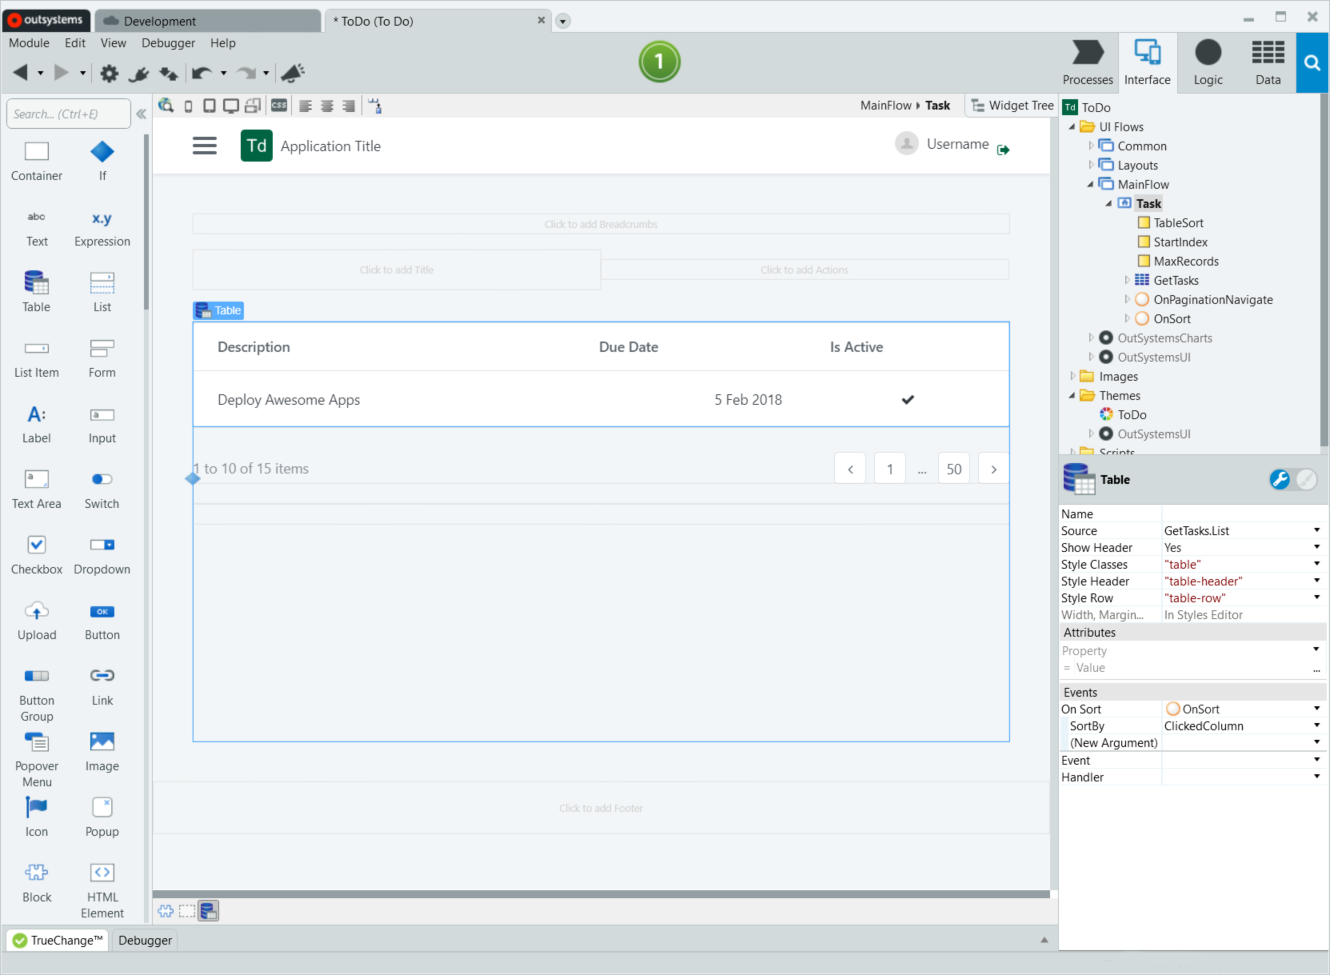 outsystems
Development
* ToDo (To Do)
Module Edit View Debugger Help
1
Processes Interface Logic Data
Search... (Ctrl+E)
CSS
MainFlow Task
Widget Tree
Container If
abc x.y
Text Expression
Table List
List Item Form
A: a
Label Input
a
Text Area Switch
Checkbox Dropdown
OK
Upload Button
Button Group Link
Popover Menu Image
Icon Popup
Block HTML Element
Td Application Title
Username
Click to add Breadcrumbs
Click to add Title
Click to add Actions
Table
Description Due Date Is Active
Deploy Awesome Apps 5 Feb 2018
1 to 10 of 15 items
< 1 ... 50 >
Click to add Footer
Td ToDo
UI Flows
Common
Layouts
MainFlow
Task
TableSort
StartIndex
MaxRecords
GetTasks
OnPaginationNavigate
OnSort
OutSystemsCharts
OutSystemsUI
Images
Themes
ToDo
OutSystemsUI
Scripts
Table
Name
Source GetTasks.List
Show Header Yes
Style Classes "table"
Style Header "table-header"
Style Row "table-row"
Width, Margin... In Styles Editor
Attributes
Property
= Value ...
Events
On Sort OnSort
SortBy ClickedColumn
(New Argument)
Event
Handler
TrueChange™ Debugger